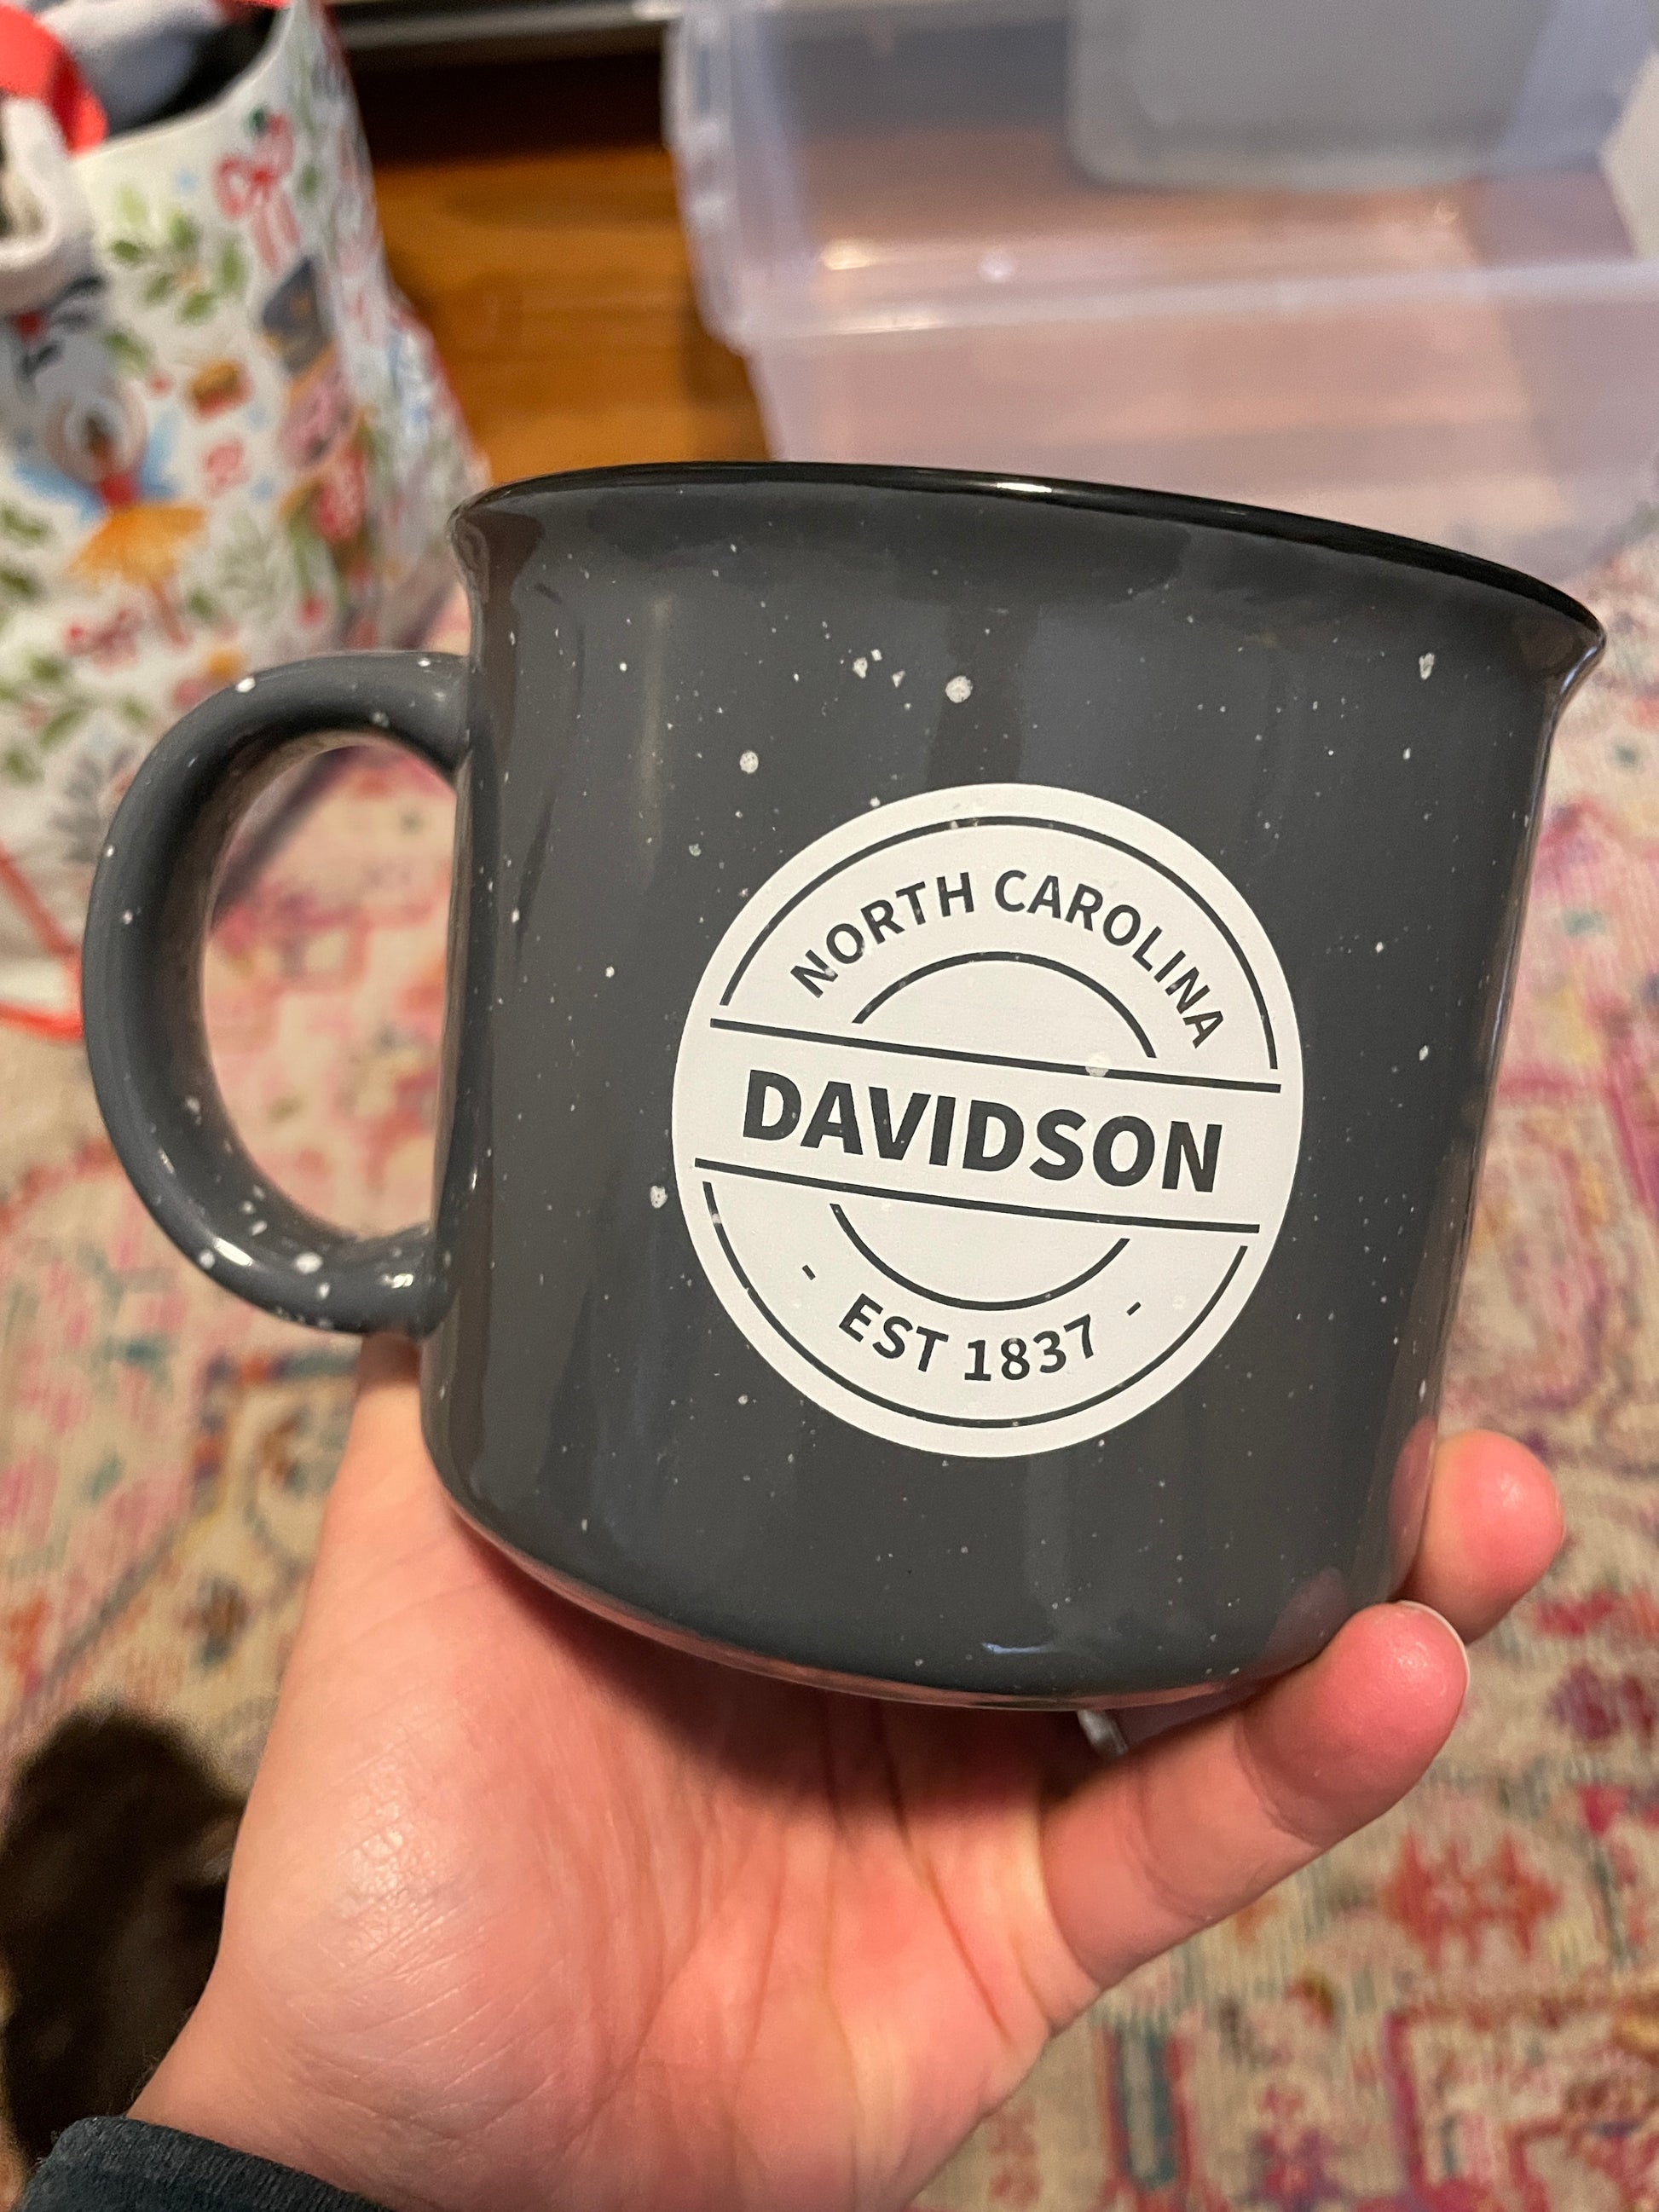 NORTH CAROLINA
DAVIDSON
- EST 1837 -